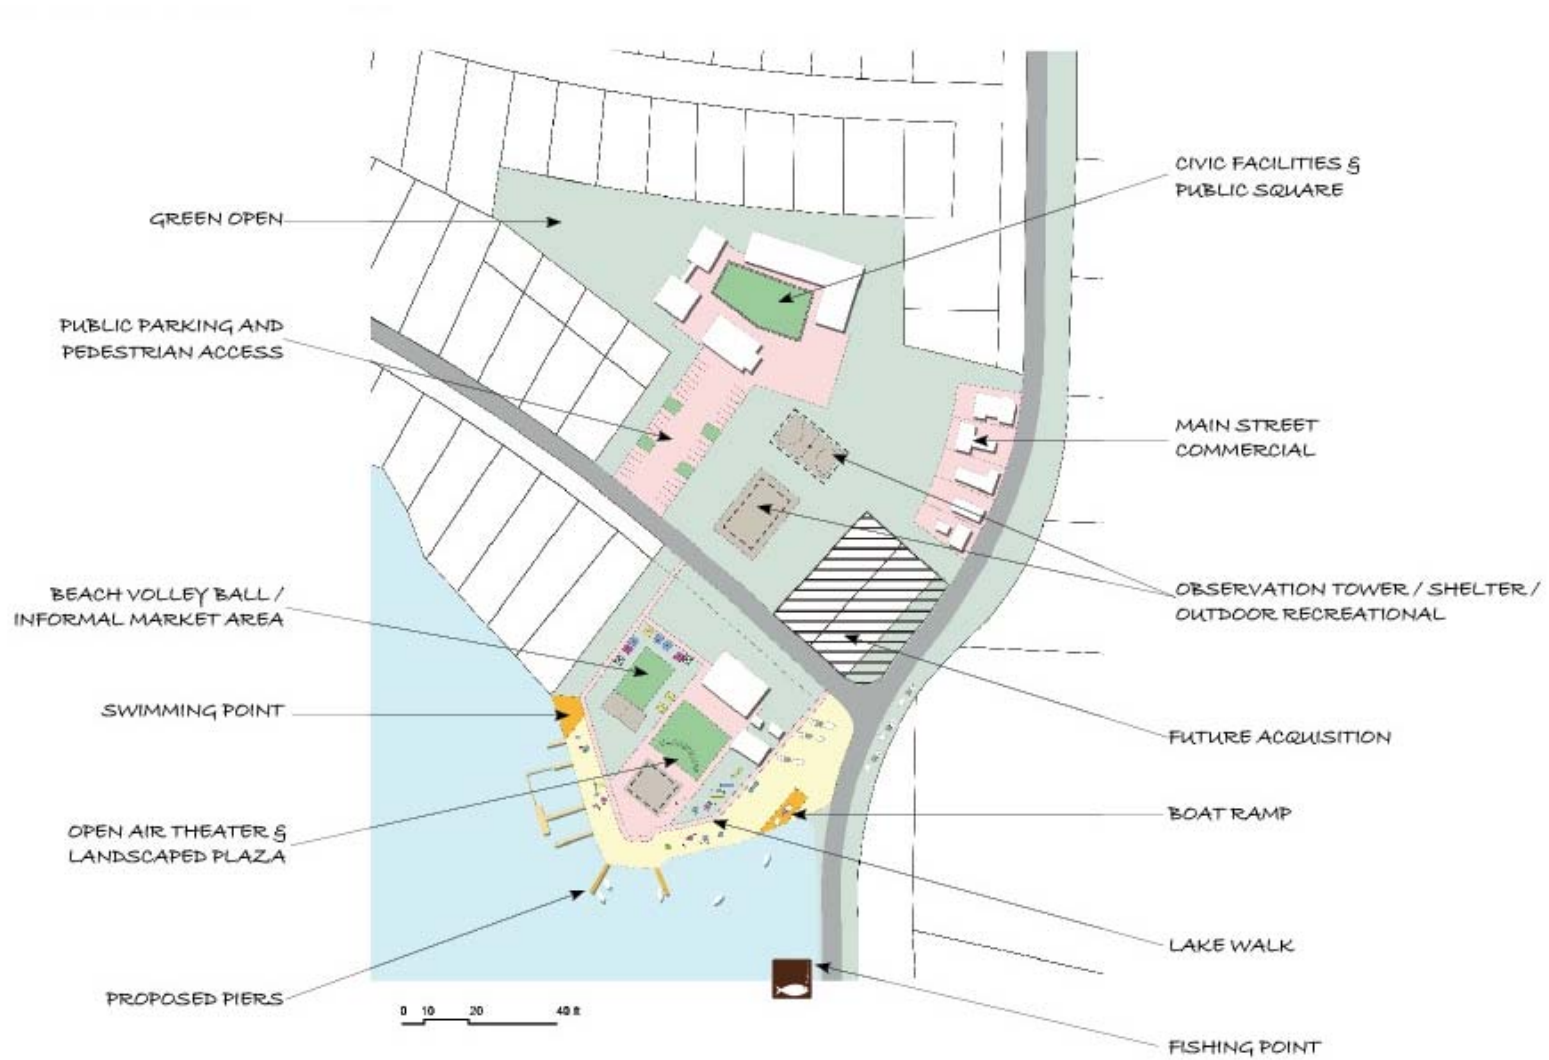 GREEN OPEN
PUBLIC PARKING AND
PEDESTRIAN ACCESS
BEACH VOLLEY BALL /
INFORMAL MARKET AREA
SWIMMING POINT
OPEN AIR THEATER &
LANDSCAPED PLAZA
PROPOSED PIERS
CIVIC FACILITIES &
PUBLIC SQUARE
MAIN STREET
COMMERCIAL
OBSERVATION TOWER / SHELTER /
OUTDOOR RECREATIONAL
FUTURE ACQUISITION
BOAT RAMP
LAKE WALK
FISHING POINT
0 10 20 40 ft